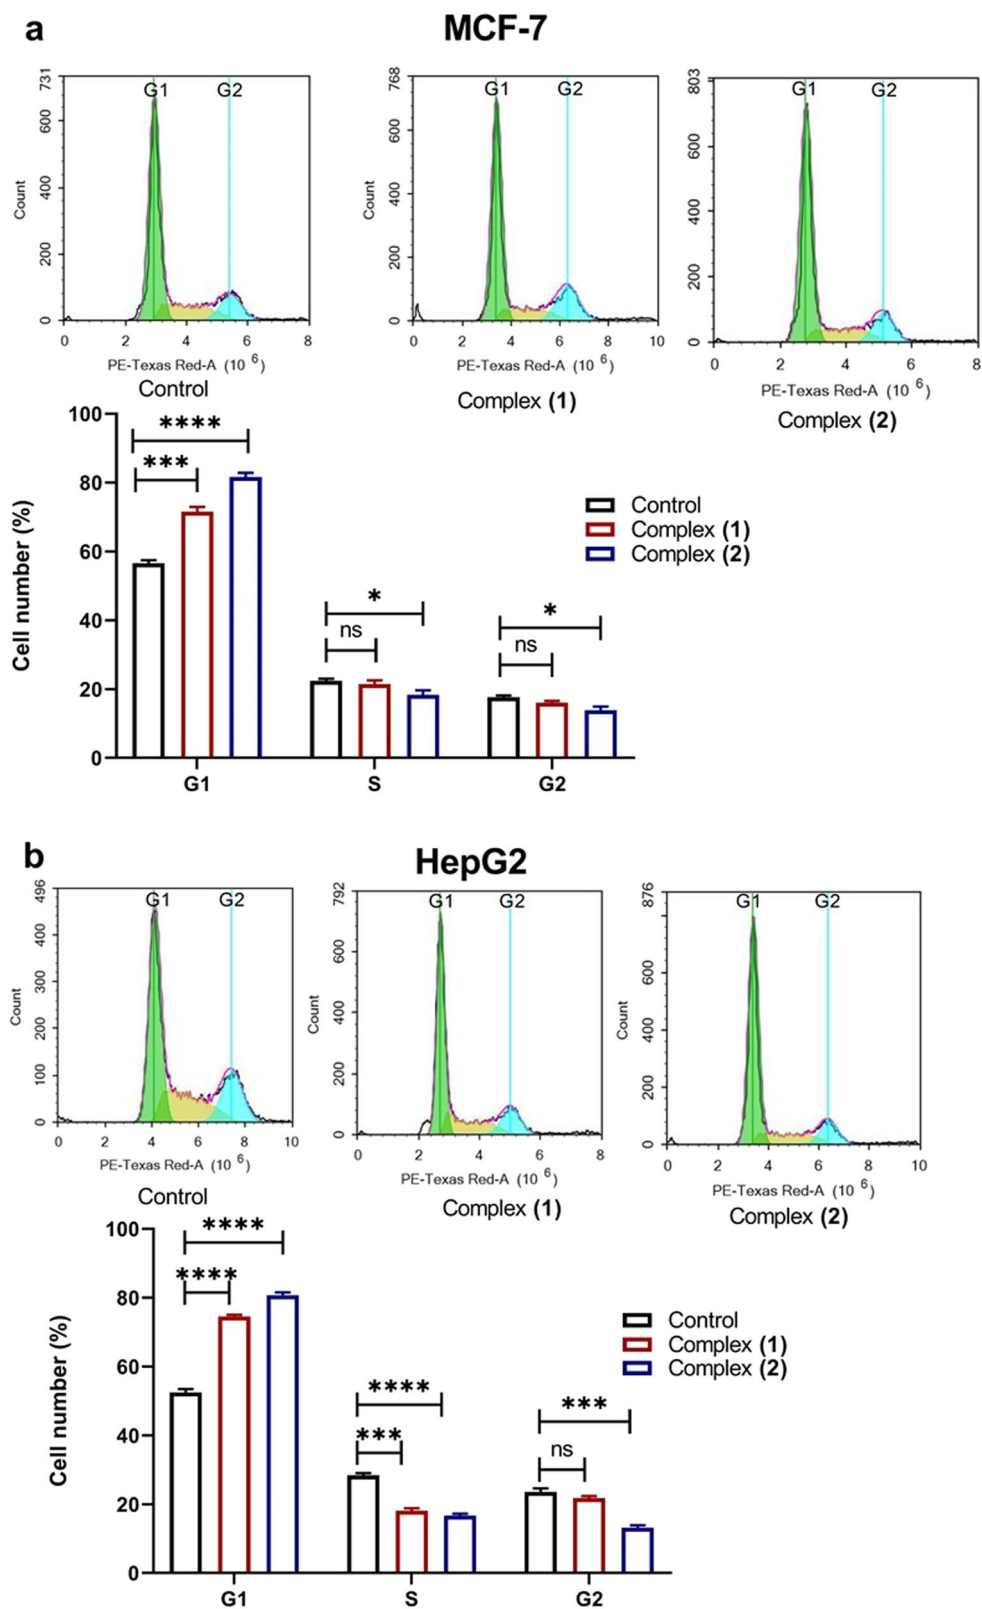 a
MCF-7
731
600
400
200
0
Count
G1 G2
0 2 4 6 8
PE-Texas Red-A (10 6)
Control
768
600
400
200
0
Count
G1 G2
0 2 4 6 8 10
PE-Texas Red-A (10 6)
Complex (1)
803
600
400
200
0
Count
G1 G2
0 2 4 6 8
PE-Texas Red-A (10 6)
Complex (2)
Cell number (%)
100
80
60
40
20
0
****
***
*
ns
*
ns
G1 S G2
Control
Complex (1)
Complex (2)
b
HepG2
496
400
300
200
100
0
Count
G1 G2
0 2 4 6 8 10
PE-Texas Red-A (10 6)
Control
792
600
400
200
0
Count
G1 G2
0 2 4 6 8
PE-Texas Red-A (10 6)
Complex (1)
876
600
400
200
0
Count
G1 G2
0 2 4 6 8 10
PE-Texas Red-A (10 6)
Complex (2)
Cell number (%)
100
80
60
40
20
0
****
****
****
***
***
ns
G1 S G2
Control
Complex (1)
Complex (2)